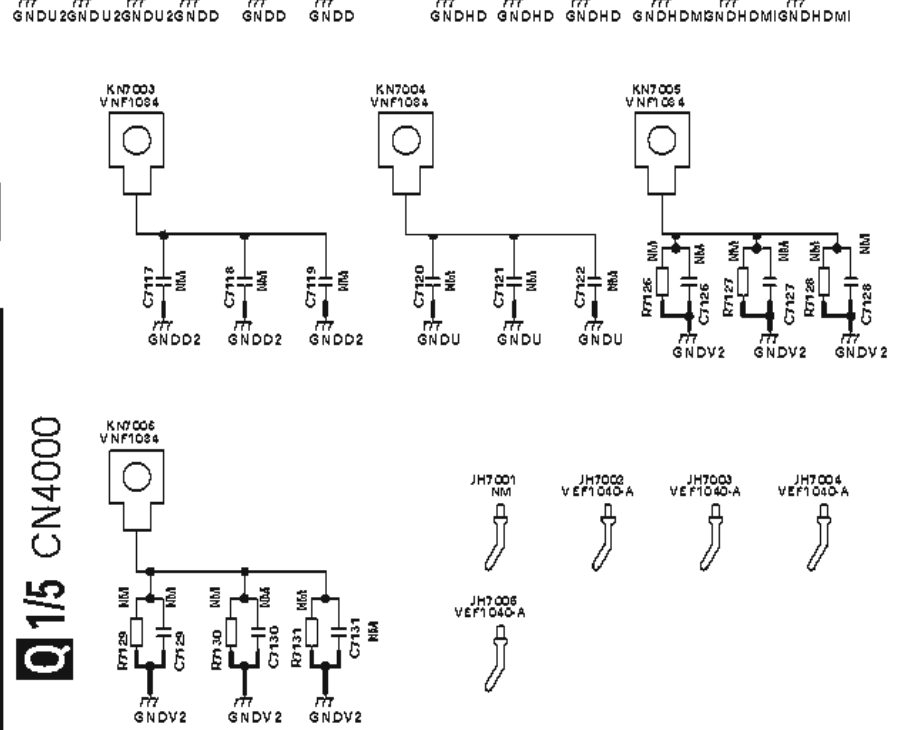 GNDU2GNDU2GNDU2GNDD GNDD GNDD GNDHD GNDHD GNDHD GNDHDMIGNDHDMIGNDHDMI
KN7003
VNF1084
KN7004
VNF1084
KN7005
VNF1084
C7117
NM
C7118
NM
C7119
NM
C7120
NM
C7121
NM
C7122
NM
NM
R7126
NM
C7126
NM
R7127
NM
C7127
NM
R7128
NM
C7128
GNDD2
GNDD2
GNDD2
GNDU
GNDU
GNDU
GNDV2
GNDV2
GNDV2
Q 1/5 CN4000
KN7006
VNF1084
NM
R7129
NM
C7129
NM
R7130
NM
C7130
NM
R7131
C7131
NM
GNDV2
GNDV2
GNDV2
JH7001
NM
JH7002
VEF1040-A
JH7003
VEF1040-A
JH7004
VEF1040-A
JH7005
VEF1040-A